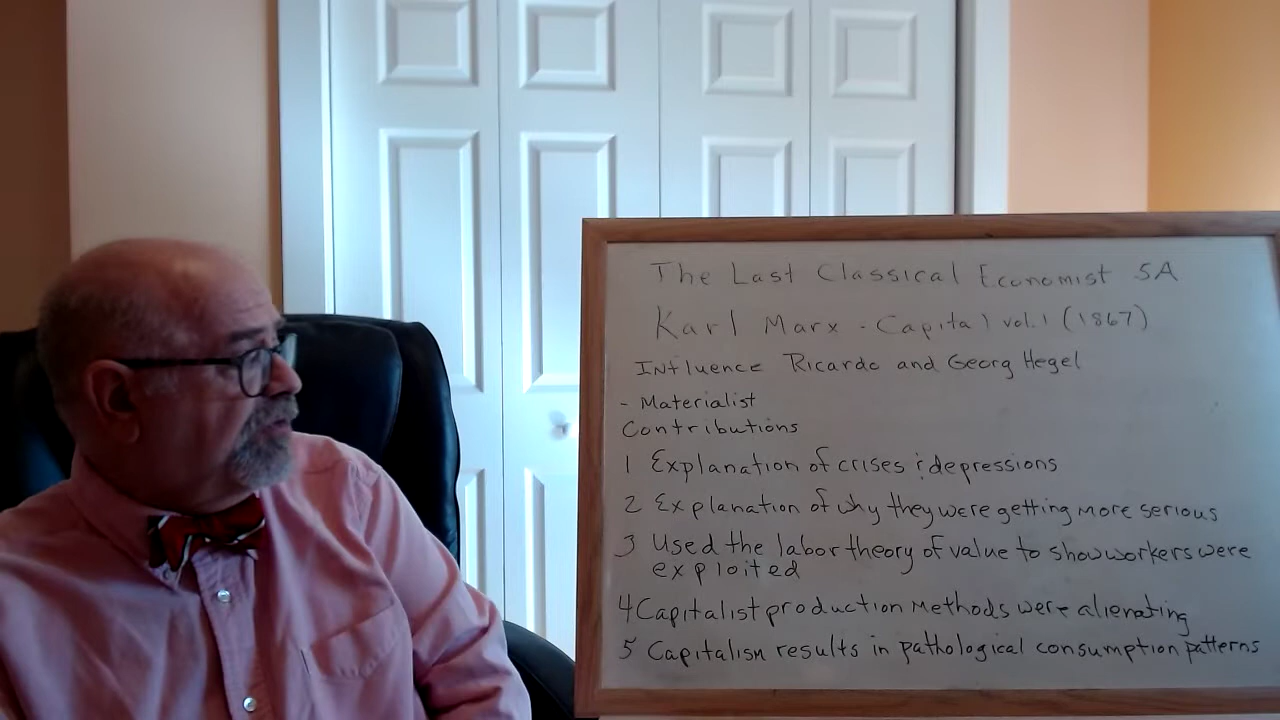 The Last Classical Economist 5A
Karl Marx - Capital vol. 1 (1867)
Influence Ricardo and Georg Hegel
- Materialist
Contributions
1 Explanation of crises & depressions
2 Explanation of why they were getting more serious
3 Used the labor theory of value to show workers were
exploited
4 Capitalist production methods were alienating
5 Capitalism results in pathological consumption patterns